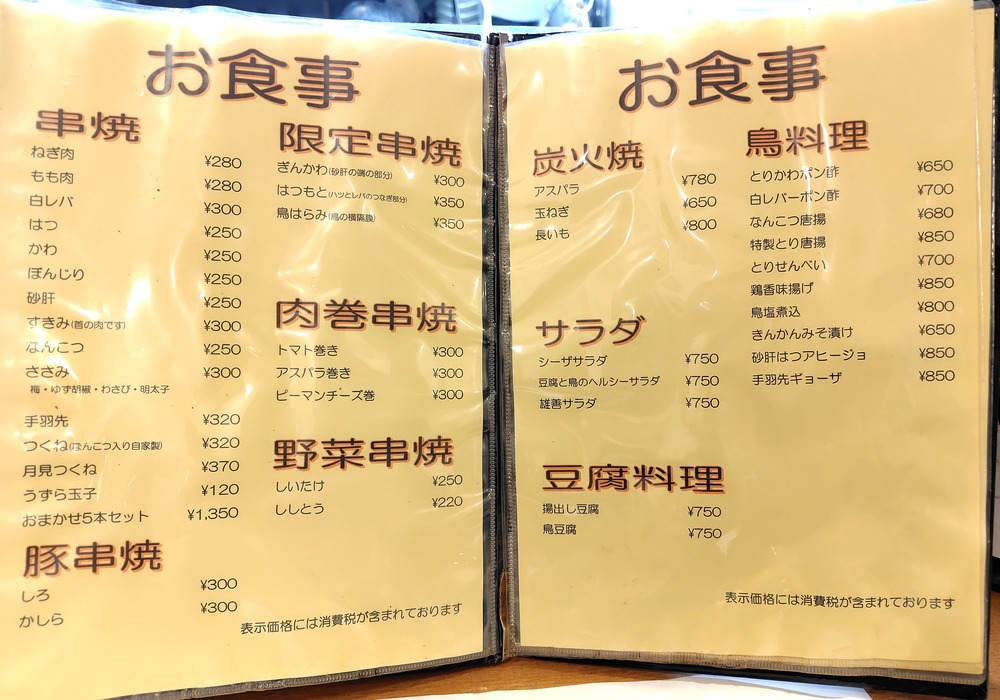 お食事
串焼
ねぎ肉 ¥280
もも肉 ¥280
白レバ ¥300
はつ ¥250
かわ ¥250
ぼんじり ¥250
砂肝 ¥250
すきみ(首の肉です) ¥300
なんこつ ¥250
ささみ ¥300
梅・ゆず胡椒・わさび・明太子
手羽先 ¥320
つくね(なんこつ入り自家製) ¥320
月見つくね ¥370
うずら玉子 ¥120
おまかせ5本セット ¥1,350
豚串焼
しろ ¥300
かしら ¥300
限定串焼
ぎんかわ(砂肝の端の部分) ¥300
はつもと(ハツとレバのつなぎ部分) ¥350
鳥はらみ(鳥の横隔膜) ¥350
肉巻串焼
トマト巻き ¥300
アスパラ巻き ¥300
ピーマンチーズ巻 ¥300
野菜串焼
しいたけ ¥250
ししとう ¥220
表示価格には消費税が含まれております
お食事
炭火焼
アスパラ ¥780
玉ねぎ ¥650
長いも ¥800
サラダ
シーザサラダ ¥750
豆腐と鳥のヘルシーサラダ ¥750
雄善サラダ ¥750
豆腐料理
揚出し豆腐 ¥750
鳥豆腐 ¥750
鳥料理
とりかわポン酢 ¥650
白レバーポン酢 ¥700
なんこつ唐揚 ¥680
特製とり唐揚 ¥850
とりせんべい ¥700
鶏香味揚げ ¥850
鳥塩煮込 ¥800
きんかんみそ漬け ¥650
砂肝はつアヒージョ ¥850
手羽先ギョーザ ¥850
表示価格には消費税が含まれております